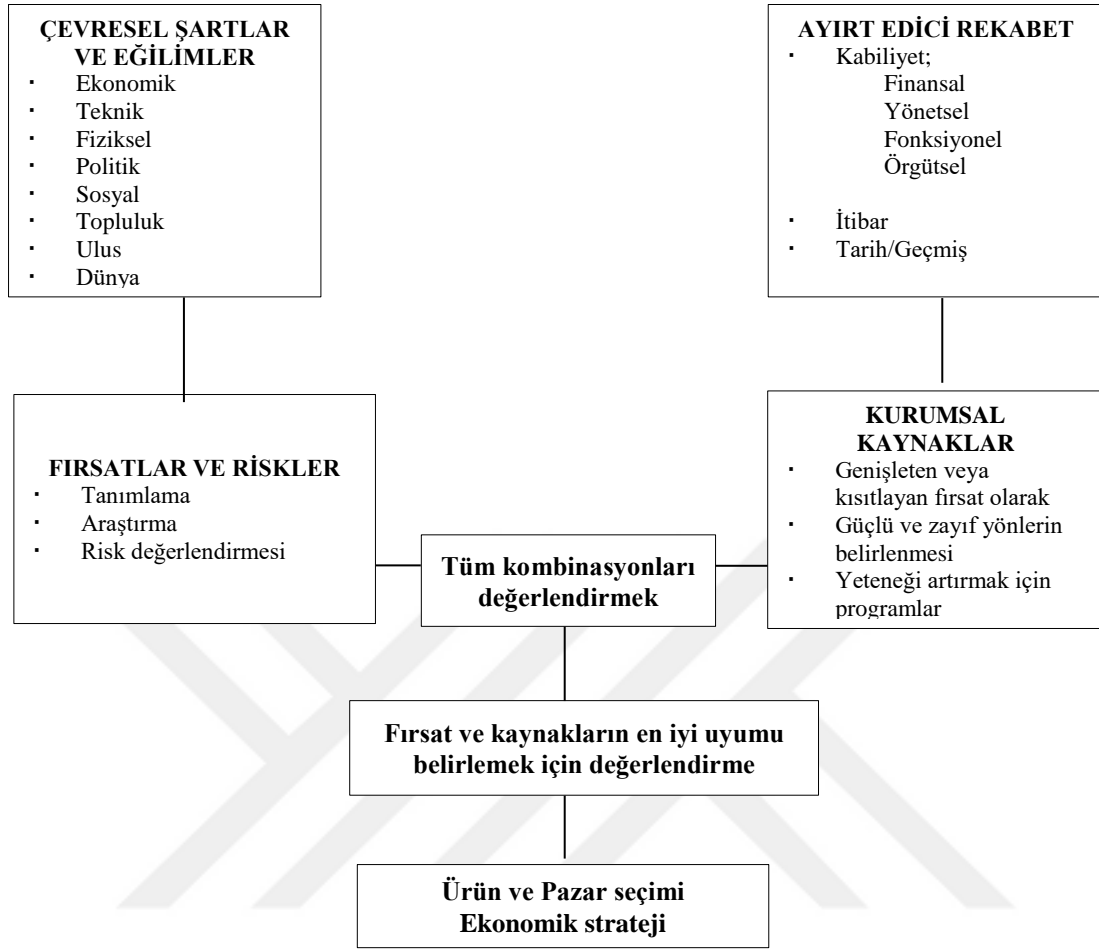 ÇEVRESEL ŞARTLAR
VE EĞİLİMLER
· Ekonomik
· Teknik
· Fiziksel
· Politik
· Sosyal
· Topluluk
· Ulus
· Dünya
AYIRT EDİCİ REKABET
· Kabiliyet;
Finansal
Yönetsel
Fonksiyonel
Örgütsel
· İtibar
· Tarih/Geçmiş
FIRSATLAR VE RİSKLER
· Tanımlama
· Araştırma
· Risk değerlendirmesi
KURUMSAL
KAYNAKLAR
· Genişleten veya
kısıtlayan fırsat olarak
· Güçlü ve zayıf yönlerin
belirlenmesi
· Yeteneği artırmak için
programlar
Tüm kombinasyonları
değerlendirmek
Fırsat ve kaynakların en iyi uyumu
belirlemek için değerlendirme
Ürün ve Pazar seçimi
Ekonomik strateji